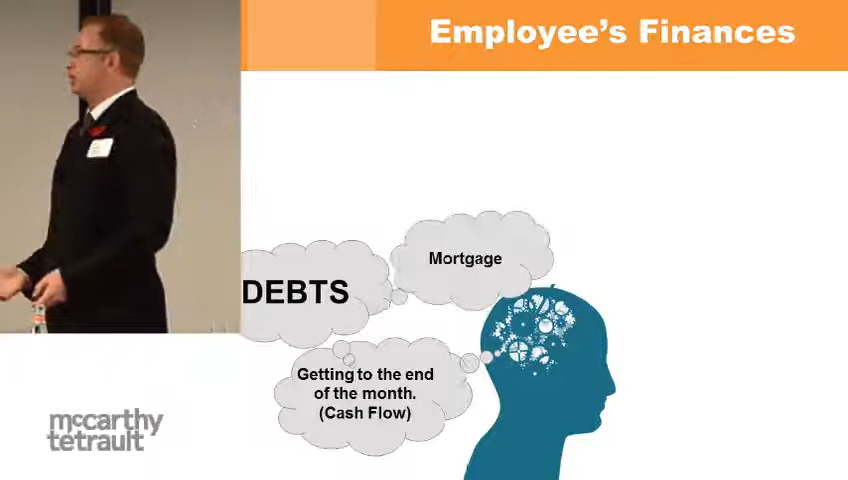 Employee’s Finances
Mortgage
DEBTS
Getting to the end
of the month.
(Cash Flow)
mccarthy
tetrault